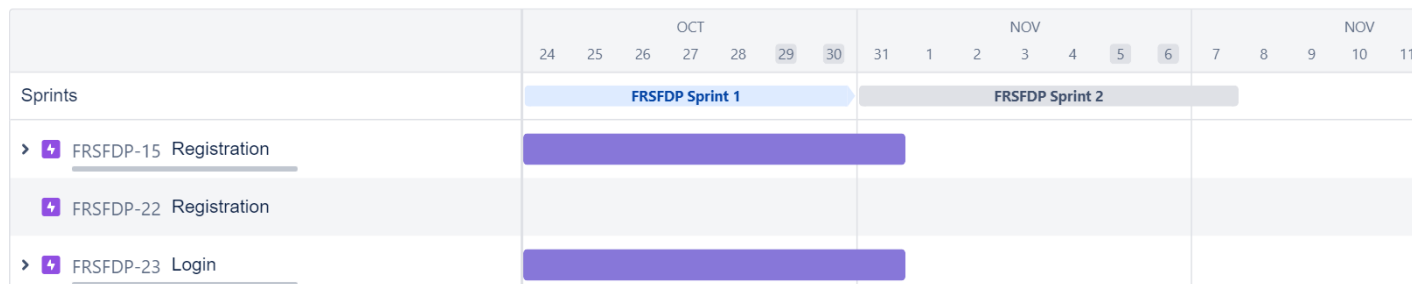 OCT NOV NOV
24 25 26 27 28 29 30 31 1 2 3 4 5 6 7 8 9 10 11
Sprints FRSFDP Sprint 1 FRSFDP Sprint 2
FRSFDP-15 Registration
FRSFDP-22 Registration
FRSFDP-23 Login